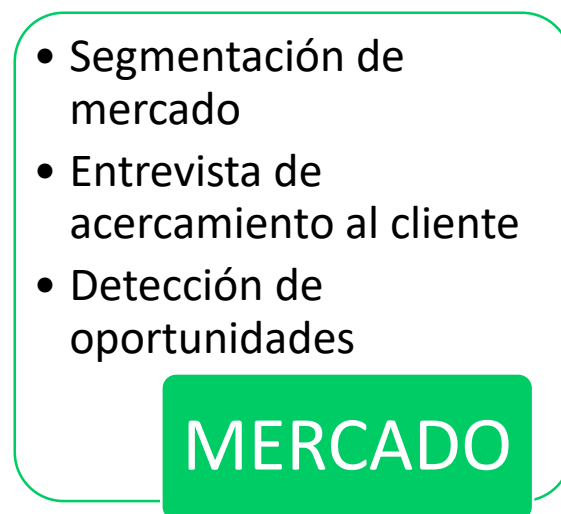 • Segmentación de
mercado
• Entrevista de
acercamiento al cliente
• Detección de
oportunidades
MERCADO